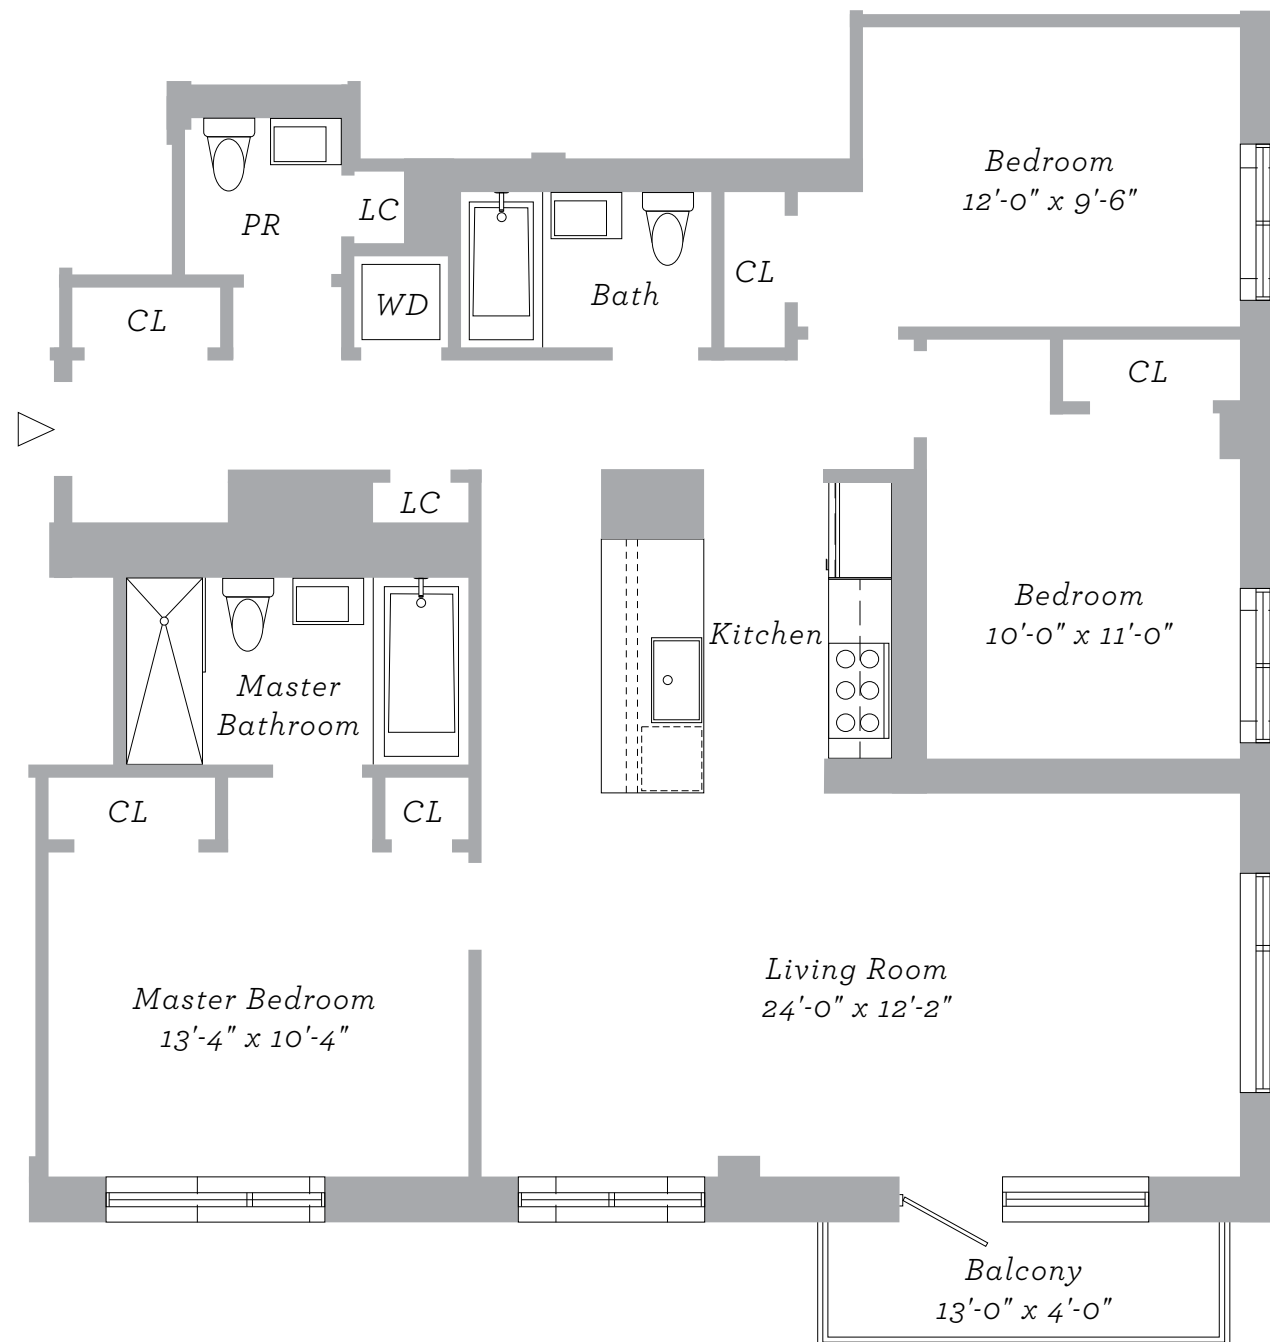 Bedroom
12'-0" x 9'-6"
LC
PR
CL
Bath
WD
CL
CL
LC
Bedroom
10'-0" x 11'-0"
Kitchen
Master
Bathroom
CL
CL
Living Room
24'-0" x 12'-2"
Master Bedroom
13'-4" x 10'-4"
Balcony
13'-0" x 4'-0"